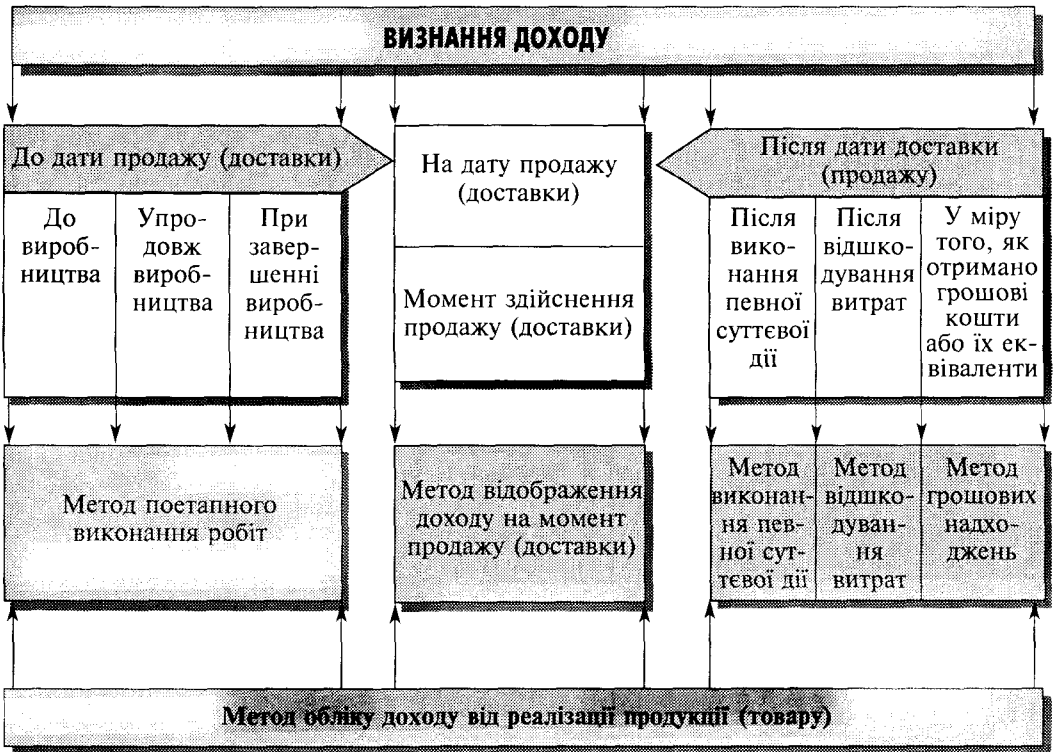 ВИЗНАННЯ ДОХОДУ
До дати продажу (доставки)
На дату продажу
(доставки)
Після дати доставки
(продажу)
До
вироб-
ництва
Упро-
довж
вироб-
ництва
При
завер-
шенні
вироб-
ництва
Момент здійснення
продажу (доставки)
Після
вико-
нання
певної
суттєвої
дії
Після
відшко-
дування
витрат
У міру
того, як
отримано
грошові
кошти
або їх ек-
віваленти
Метод поетапного
виконання робіт
Метод відображення
доходу на момент
продажу (доставки)
Метод
виконан-
ня пев-
ної сут-
тєвої дії
Метод
відшко-
дуван-
ня
витрат
Метод
грошових
надхо-
джень
Метод обліку доходу від реалізації продукції (товару)